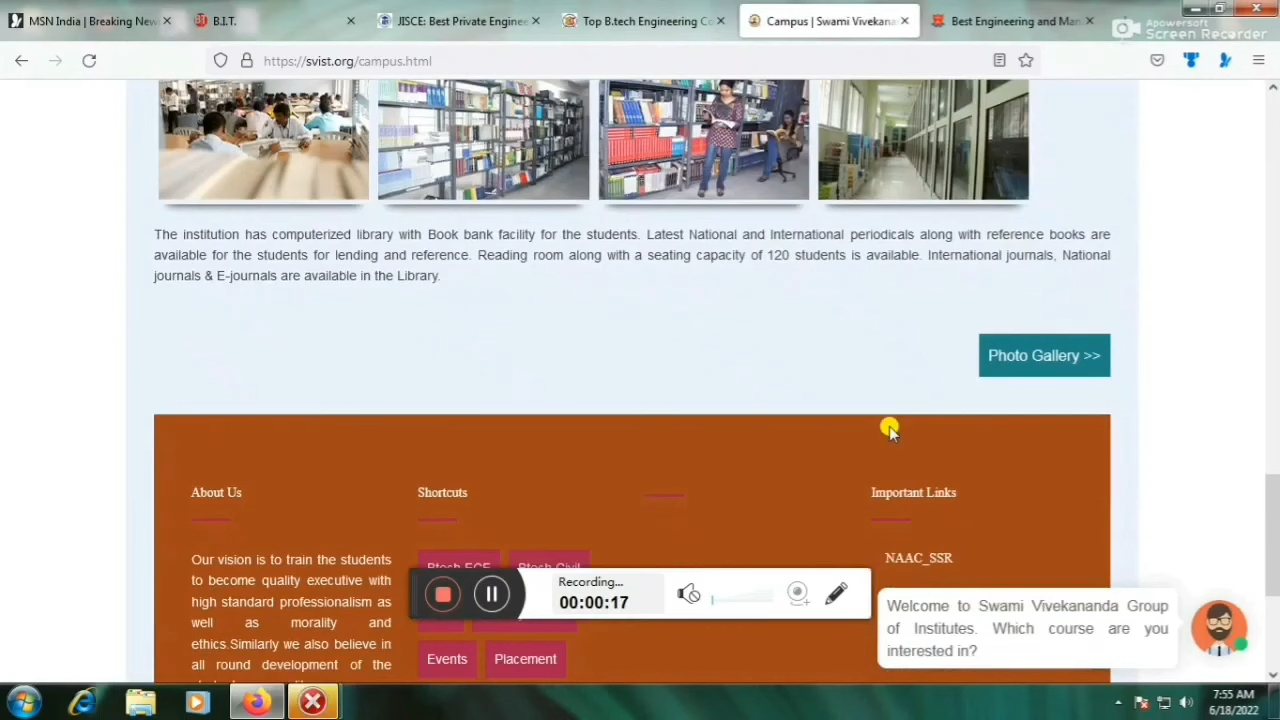 MSN India | Breaking New
B.I.T.
JISCE: Best Private Enginee
Top B.tech Engineering Co
Campus | Swami Vivekana
Best Engineering and Man
Apowersoft
Screen Recorder
https://svist.org/campus.html
The institution has computerized library with Book bank facility for the students. Latest National and International periodicals along with reference books are
available for the students for lending and reference. Reading room along with a seating capacity of 120 students is available. International journals, National
journals & E-journals are available in the Library.
Photo Gallery >>
About Us
Shortcuts
Important Links
Our vision is to train the students
to become quality executive with
high standard professionalism as
well as morality and
ethics.Similarly we also believe in
all round development of the
Btech ECE
Btech Civil
Events
Placement
NAAC_SSR
Recording...
00:00:17
Welcome to Swami Vivekananda Group
of Institutes. Which course are you
interested in?
7:55 AM
6/18/2022